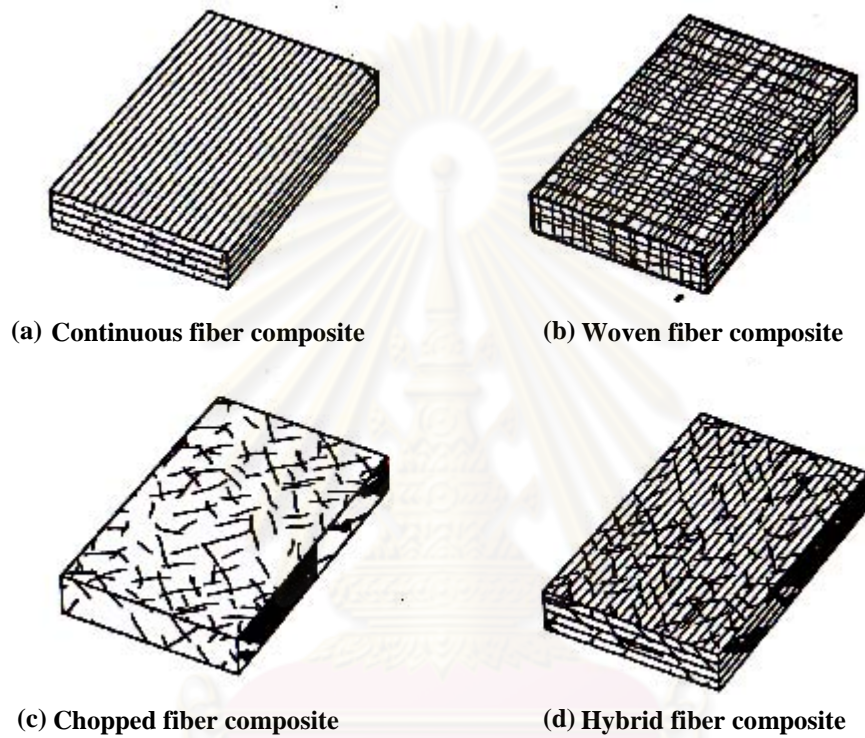 (a) Continuous fiber composite
(b) Woven fiber composite
(c) Chopped fiber composite
(d) Hybrid fiber composite